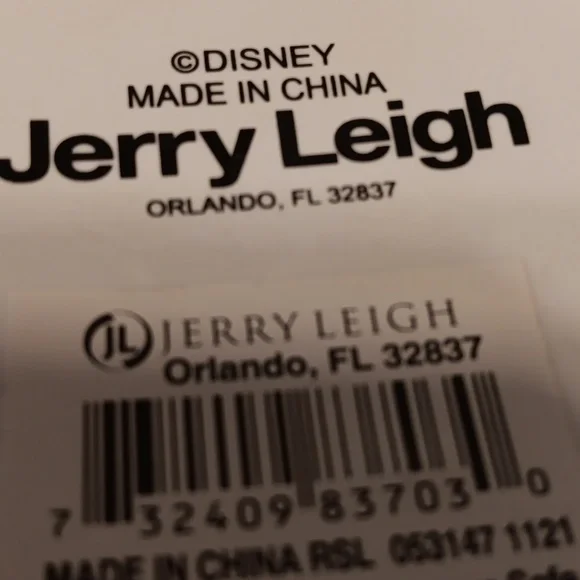 ©DISNEY
MADE IN CHINA
Jerry Leigh
ORLANDO, FL 32837
JL JERRY LEIGH
Orlando, FL 32837
7 32409 83703 0
MADE IN CHINA RSL 053147 1121